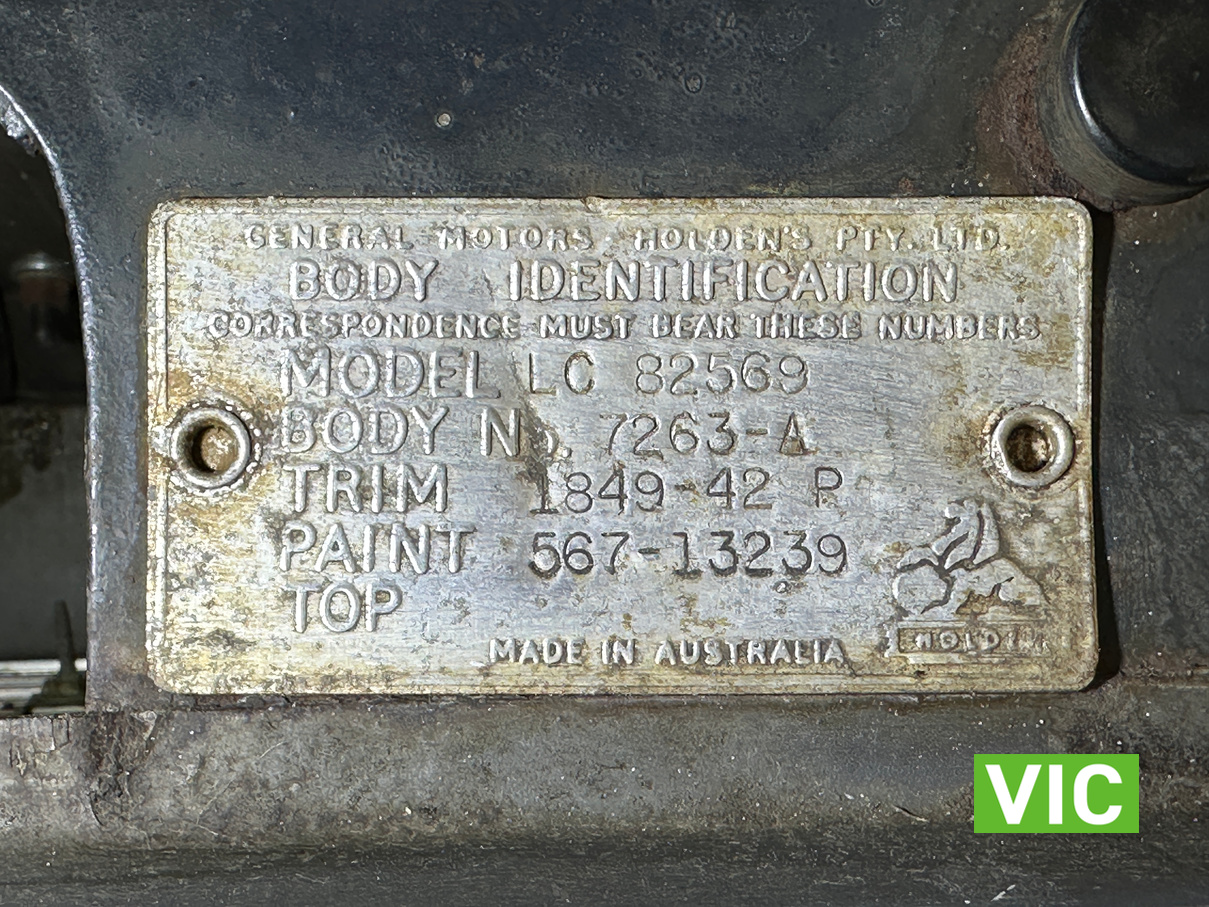 GENERAL MOTORS - HOLDEN'S PTY. LTD.
BODY IDENTIFICATION
CORRESPONDENCE MUST BEAR THESE NUMBERS
MODEL LC 82569
BODY No. 7263-A
TRIM 1849-42 P
PAINT 567-13239
TOP
MADE IN AUSTRALIA
HOLDEN
VIC